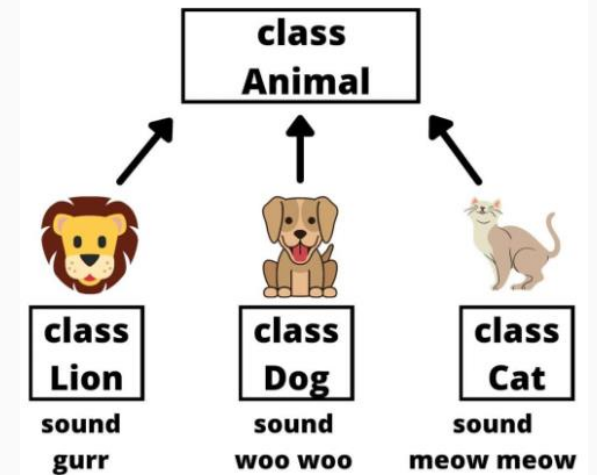 class
Animal
class
Lion
sound
gurr
class
Dog
sound
woo woo
class
Cat
sound
meow meow